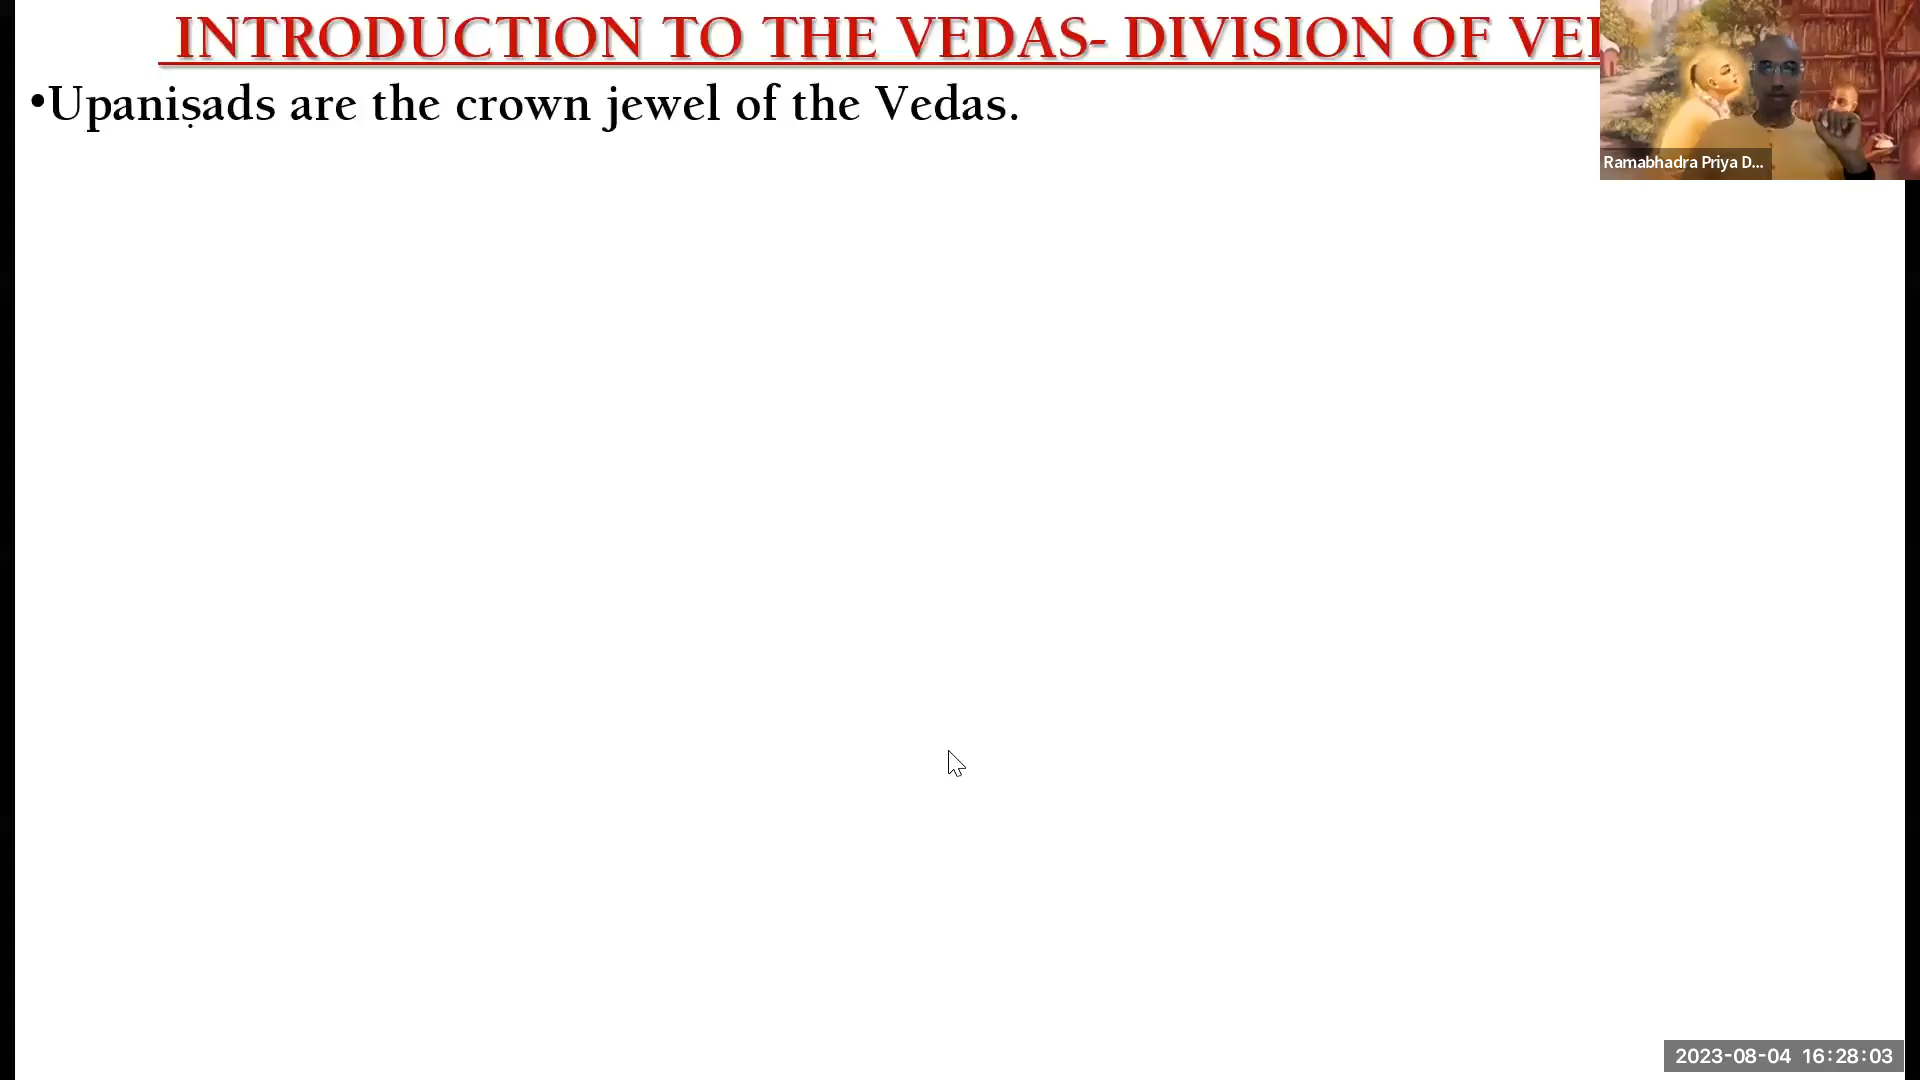 INTRODUCTION TO THE VEDAS- DIVISION OF
•Upaniṣads are the crown jewel of the Vedas.
Ramabhadra Priya D...
2023-08-04 16:28:03